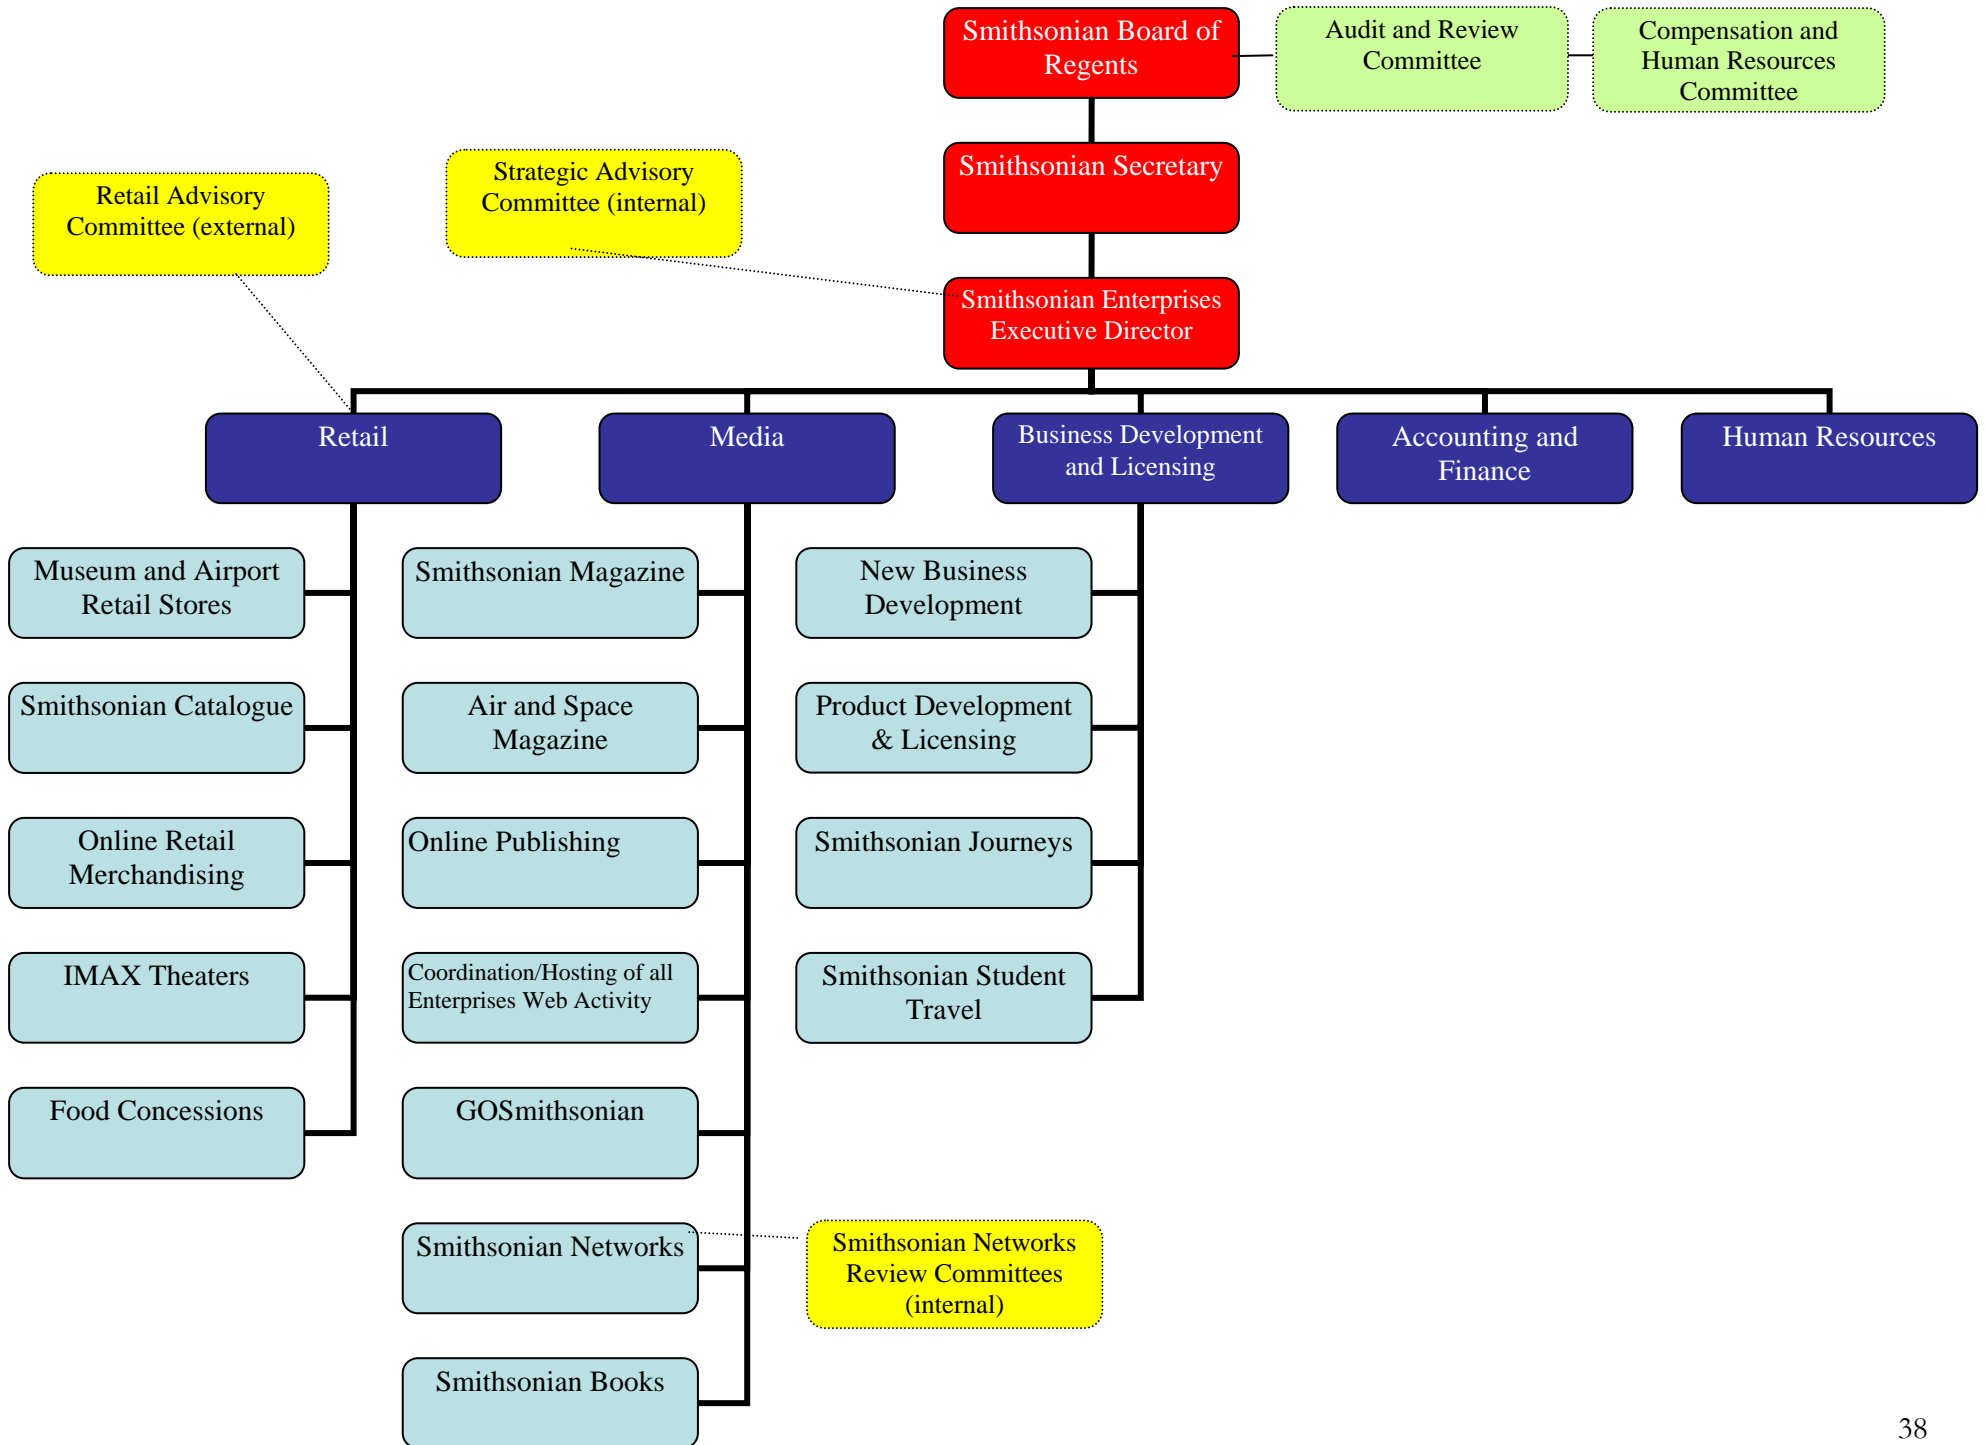 Smithsonian Board of
Regents
Audit and Review
Committee
Compensation and
Human Resources
Committee
Smithsonian Secretary
Retail Advisory
Committee (external)
Strategic Advisory
Committee (internal)
Smithsonian Enterprises
Executive Director
Retail
Media
Business Development
and Licensing
Accounting and
Finance
Human Resources
Museum and Airport
Retail Stores
Smithsonian Catalogue
Online Retail
Merchandising
IMAX Theaters
Food Concessions
Smithsonian Magazine
Air and Space
Magazine
Online Publishing
Coordination/Hosting of all
Enterprises Web Activity
GOSmithsonian
Smithsonian Networks
Smithsonian Books
New Business
Development
Product Development
& Licensing
Smithsonian Journeys
Smithsonian Student
Travel
Smithsonian Networks
Review Committees
(internal)
38